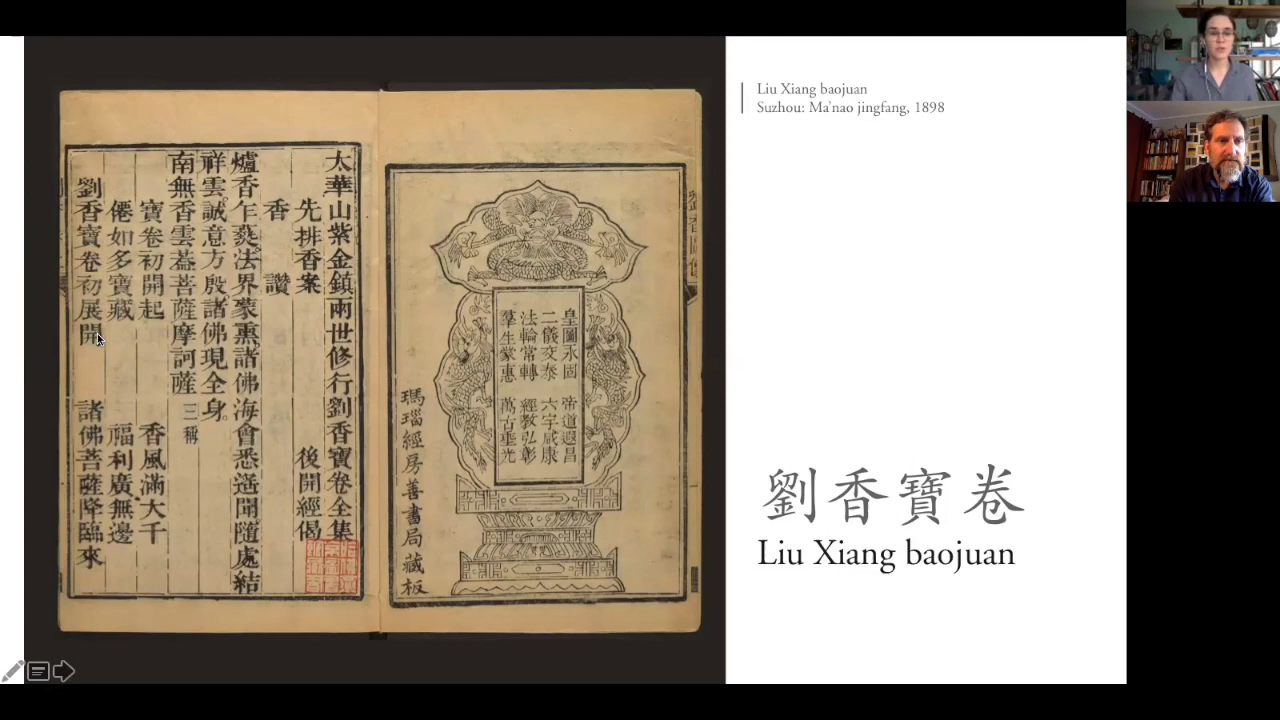 皇圖永固 帝道遐昌
二儀交泰 六字咸康
法輪常轉 經教弘彰
羣生蒙惠 萬古垂光
瑪瑙經房善書局藏板
太華山紫金鎮兩世修行劉香寶卷全集
先排香案 後開經偈
香讚
爐香乍爇。法界蒙熏。諸佛海會悉遙聞隨處結
祥雲。誠意方殷。諸佛現全身。
南無香雲蓋菩薩摩訶薩 三稱
寶卷初開起 香風滿大千
僊如多寶藏 福利廣無邊
劉香寶卷初展開 諸佛菩薩降臨來
Liu Xiang baojuan
Suzhou: Ma'nao jingfang, 1898
劉香寶卷
Liu Xiang baojuan